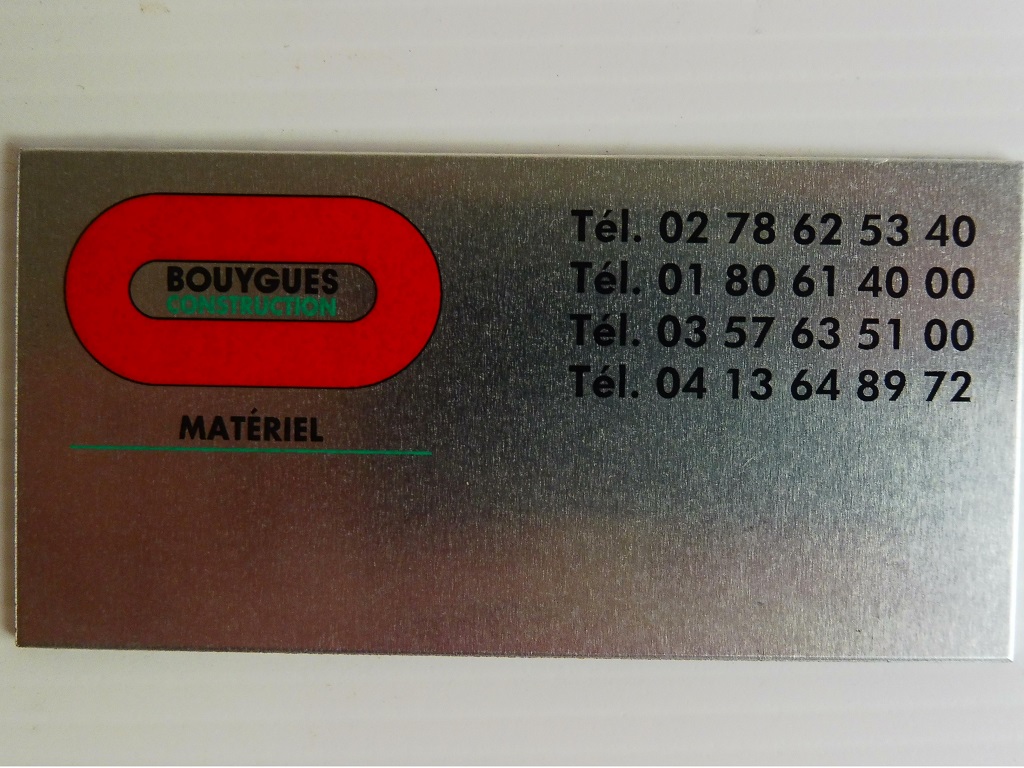 BOUYGUES
CONSTRUCTION
MATÉRIEL
Tél. 02 78 62 53 40
Tél. 01 80 61 40 00
Tél. 03 57 63 51 00
Tél. 04 13 64 89 72